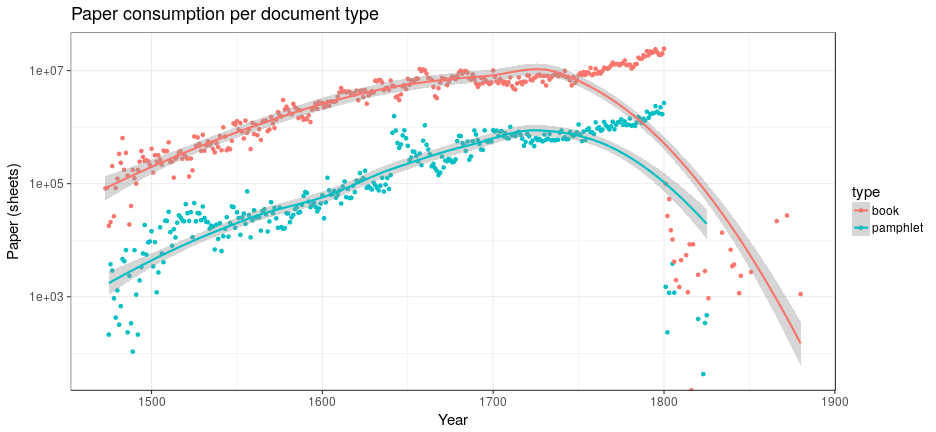 Paper consumption per document type
Paper (sheets)
1e+07
1e+05
1e+03
1500
1600
1700
1800
1900
Year
type
book
pamphlet